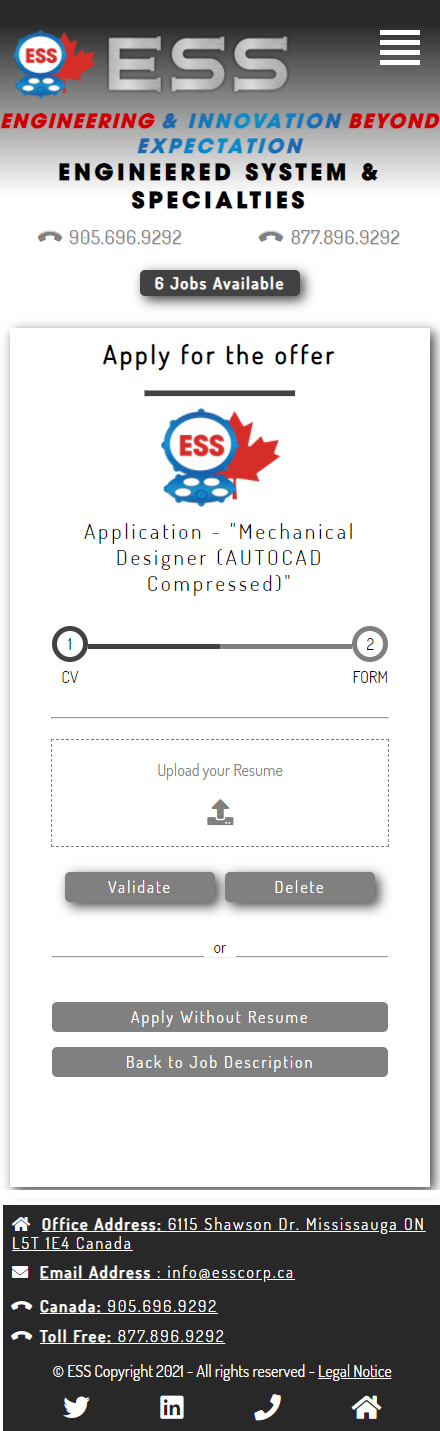 ESS ESS
ENGINEERING & INNOVATION BEYOND
EXPECTATION
ENGINEERED SYSTEM &
SPECIALTIES
905.696.9292 877.896.9292
6 Jobs Available
Apply for the offer
ESS
Application - "Mechanical
Designer (AUTOCAD
Compressed)"
1 2
CV FORM
Upload your Resume
Validate Delete
or
Apply Without Resume
Back to Job Description
Office Address: 6115 Shawson Dr. Mississauga ON
L5T 1E4 Canada
Email Address : info@esscorp.ca
Canada: 905.696.9292
Toll Free: 877.896.9292
© ESS Copyright 2021 - All rights reserved - Legal Notice